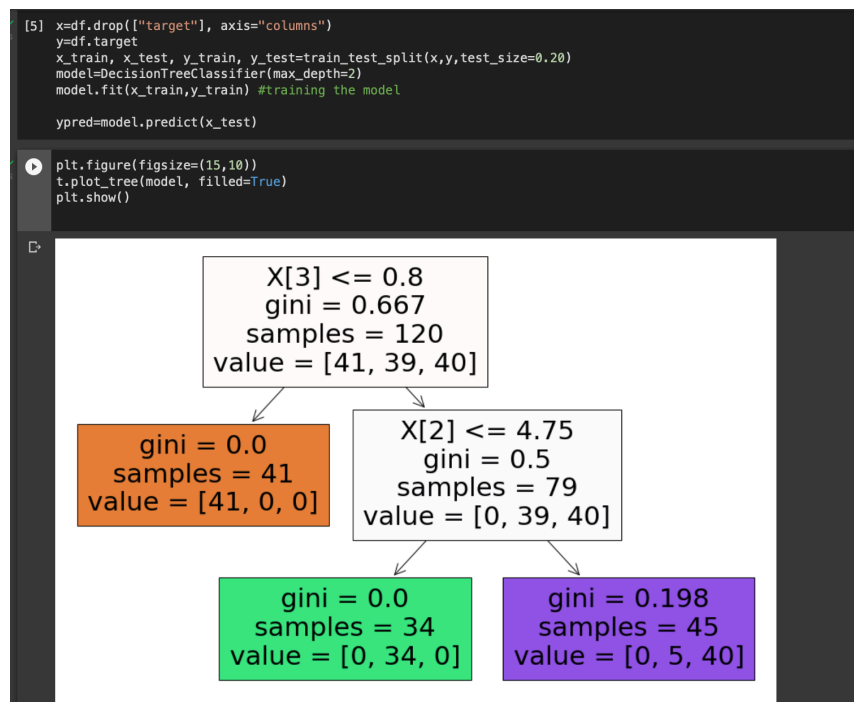 [5] x=df.drop(["target"], axis="columns")
y=df.target
x_train, x_test, y_train, y_test=train_test_split(x,y,test_size=0.20)
model=DecisionTreeClassifier(max_depth=2)
model.fit(x_train,y_train) #training the model
ypred=model.predict(x_test)
plt.figure(figsize=(15,10))
t.plot_tree(model, filled=True)
plt.show()
X[3] <= 0.8
gini = 0.667
samples = 120
value = [41, 39, 40]
gini = 0.0
samples = 41
value = [41, 0, 0]
X[2] <= 4.75
gini = 0.5
samples = 79
value = [0, 39, 40]
gini = 0.0
samples = 34
value = [0, 34, 0]
gini = 0.198
samples = 45
value = [0, 5, 40]